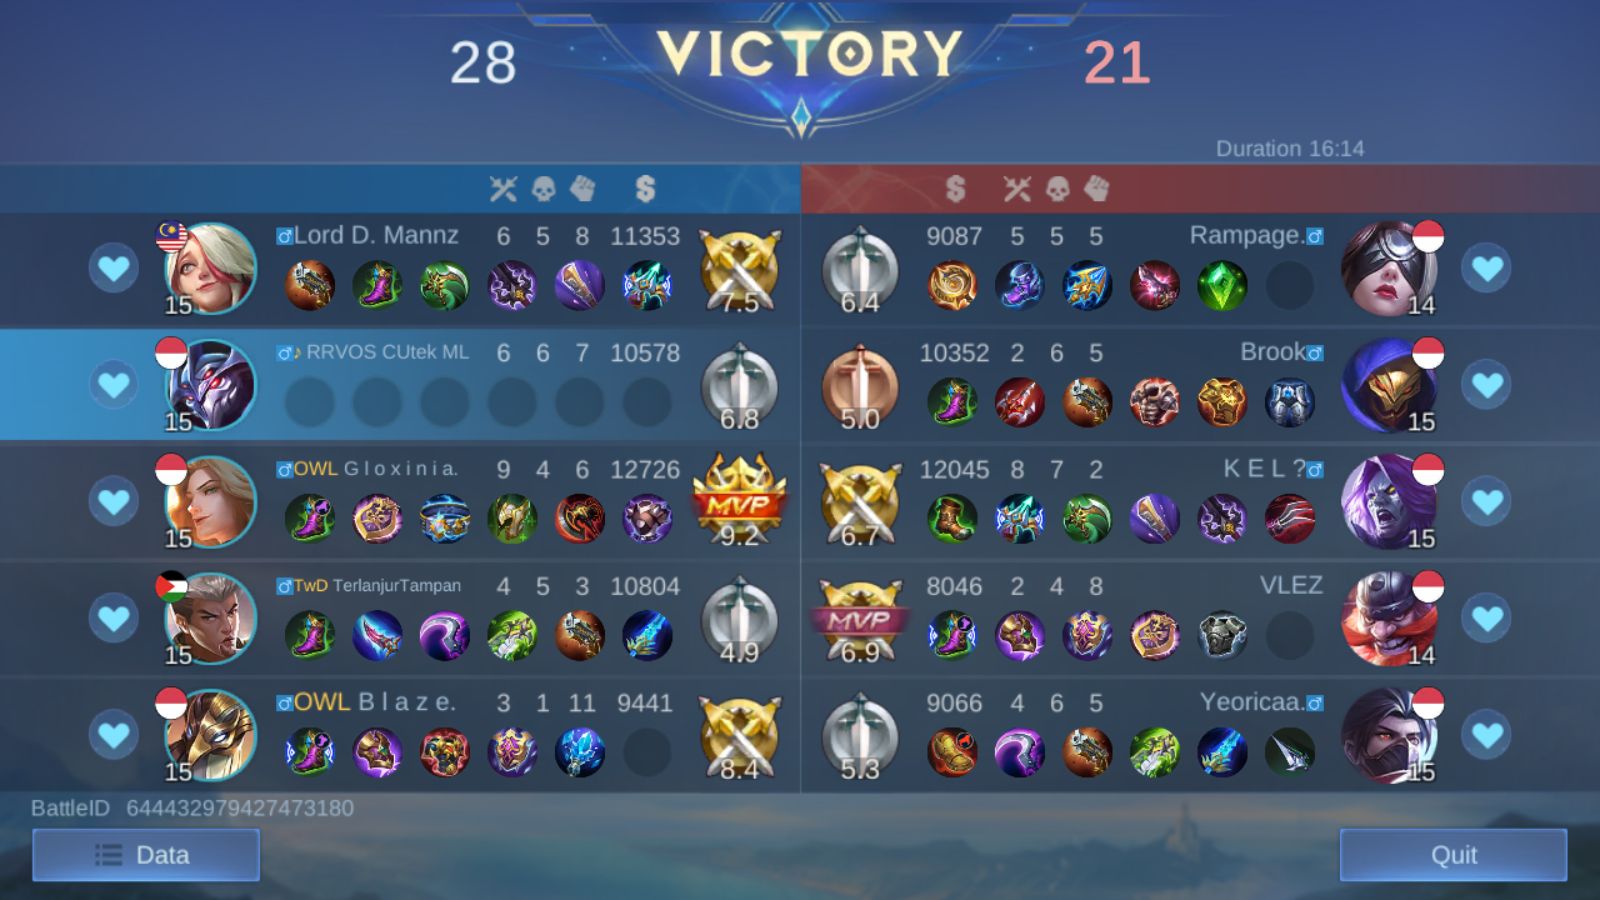 28 VICTORY 21
Duration 16:14
Lord D. Mannz 6 5 8 11353 7.5 15
6.4 9087 5 5 5 Rampage. 14
♪ RRVOS CUtek ML 6 6 7 10578 6.8 15
5.0 10352 2 6 5 Brook 15
OWL G l o x i n i a. 9 4 6 12726 MVP 9.2 15
6.7 12045 8 7 2 K E L ? 15
TwD TerlanjurTampan 4 5 3 10804 4.9 15
MVP 6.9 8046 2 4 8 VLEZ 14
OWL B l a z e. 3 1 11 9441 8.4 15
5.3 9066 4 6 5 Yeoricaa. 15
BattleID 644432979427473180
Data
Quit